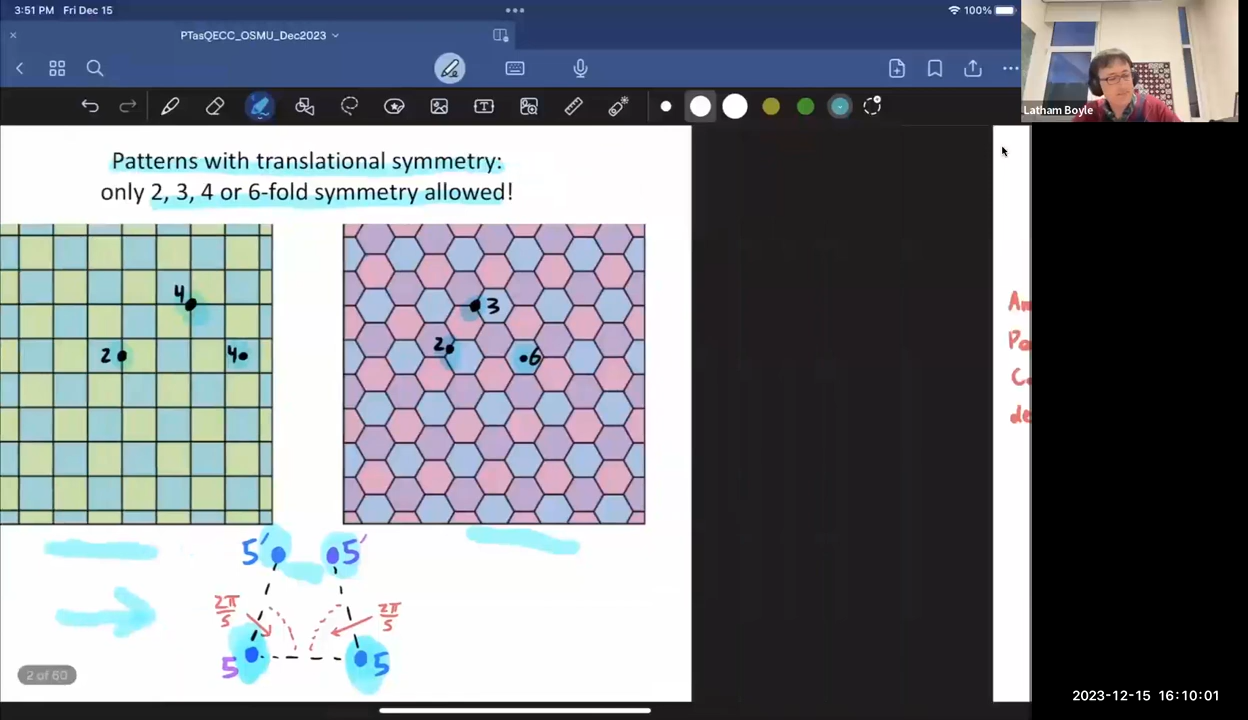 3:51 PM Fri Dec 15
100%
PTasQECC_OSMU_Dec2023
Latham Boyle
Patterns with translational symmetry:
only 2, 3, 4 or 6-fold symmetry allowed!
4
2
4
3
2
6
5′
5′
2π/5
2π/5
5
5
2 of 60
2023-12-15 16:10:01